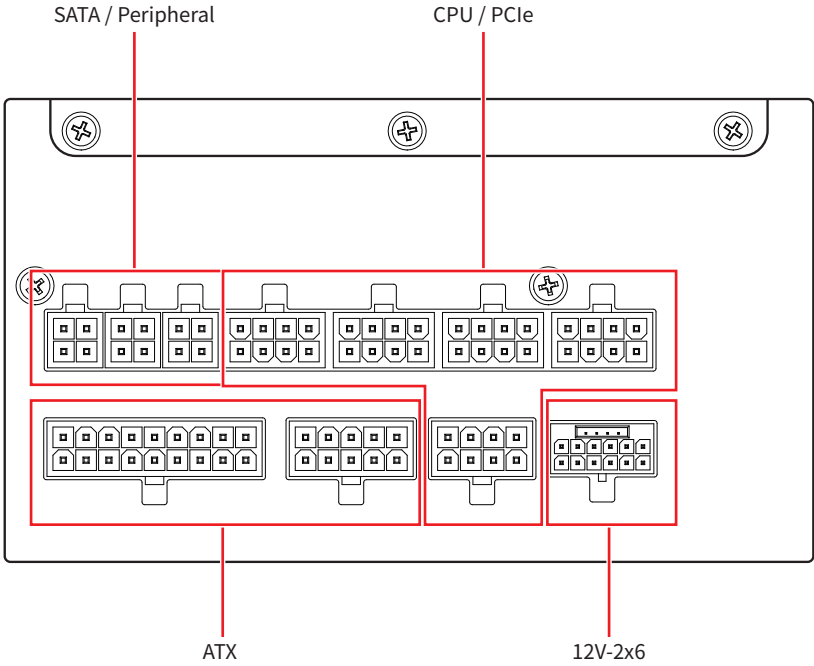 SATA / Peripheral
CPU / PCIe
ATX
12V-2x6